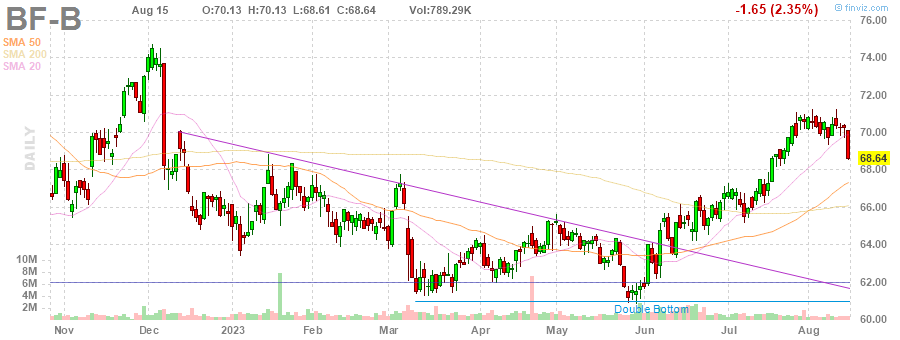 BF-B Aug 15 O:70.13 H:70.13 L:68.61 C:68.64 Vol:789.29K -1.65 (2.35%) © finviz.com
SMA 50
SMA 200
SMA 20
DAILY
76.00
74.00
72.00
70.00
68.64
68.00
66.00
64.00
62.00
60.00
10M
8M
6M
4M
2M
Double Bottom
Nov Dec 2023 Feb Mar Apr May Jun Jul Aug